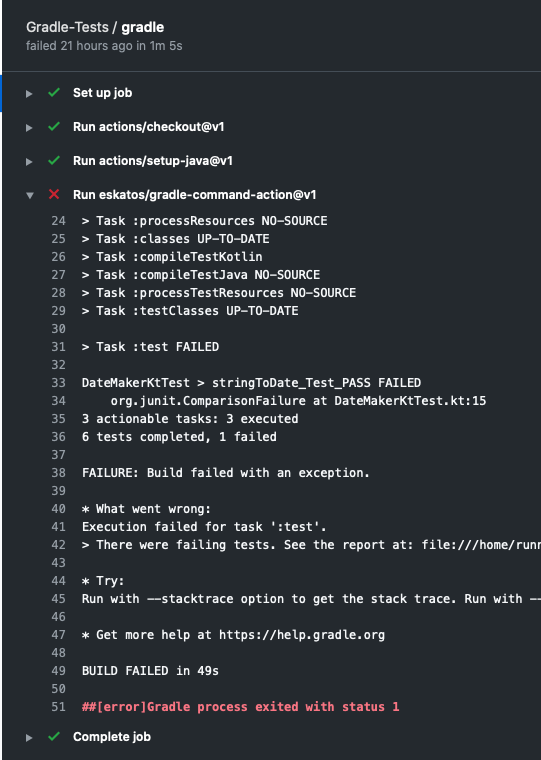 Gradle-Tests / gradle
failed 21 hours ago in 1m 5s
Set up job
Run actions/checkout@v1
Run actions/setup-java@v1
Run eskatos/gradle-command-action@v1
24 > Task :processResources NO-SOURCE
25 > Task :classes UP-TO-DATE
26 > Task :compileTestKotlin
27 > Task :compileTestJava NO-SOURCE
28 > Task :processTestResources NO-SOURCE
29 > Task :testClasses UP-TO-DATE
30
31 > Task :test FAILED
32
33 DateMakerKtTest > stringToDate_Test_PASS FAILED
34 org.junit.ComparisonFailure at DateMakerKtTest.kt:15
35 3 actionable tasks: 3 executed
36 6 tests completed, 1 failed
37
38 FAILURE: Build failed with an exception.
39
40 * What went wrong:
41 Execution failed for task ':test'.
42 > There were failing tests. See the report at: file:///home/runn
43
44 * Try:
45 Run with --stacktrace option to get the stack trace. Run with --
46
47 * Get more help at https://help.gradle.org
48
49 BUILD FAILED in 49s
50
51 ##[error]Gradle process exited with status 1
Complete job